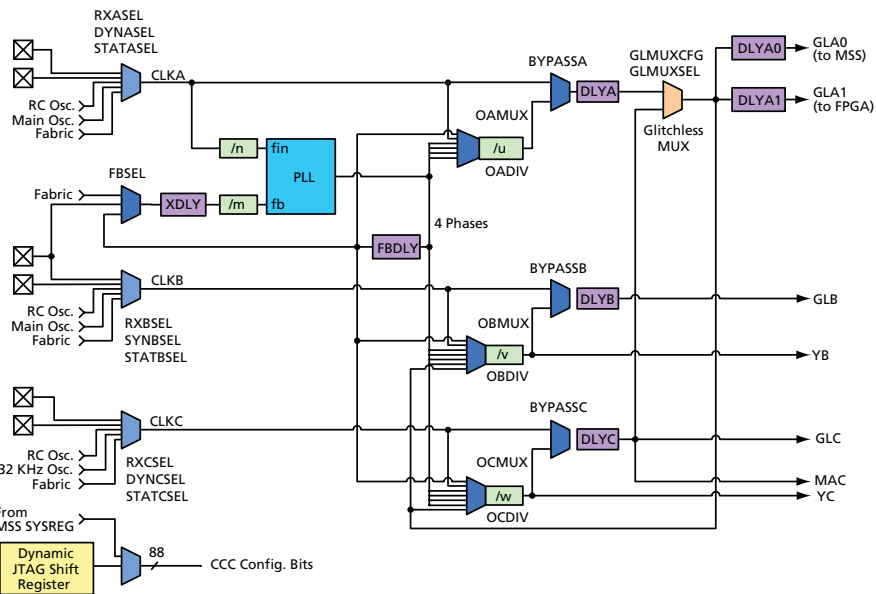 RXASEL
DYNASEL
STATASEL
CLKA
RC Osc.
Main Osc.
Fabric
/n
fin
PLL
fb
/m
XDLY
FBSEL
Fabric
FBDLY
4 Phases
BYPASSA
DLYA
OAMUX
/u
OADIV
GLMUXCFG
GLMUXSEL
Glitchless
MUX
DLYA0
GLA0
(to MSS)
DLYA1
GLA1
(to FPGA)
CLKB
RC Osc.
Main Osc.
Fabric
RXBSEL
SYNBSEL
STATBSEL
BYPASSB
DLYB
GLB
OBMUX
/v
OBDIV
YB
CLKC
RC Osc.
32 KHz Osc.
Fabric
RXCSEL
DYNCSEL
STATCSEL
BYPASSC
DLYC
GLC
OCMUX
/w
OCDIV
MAC
YC
From
MSS SYSREG
Dynamic
JTAG Shift
Register
88
CCC Config. Bits